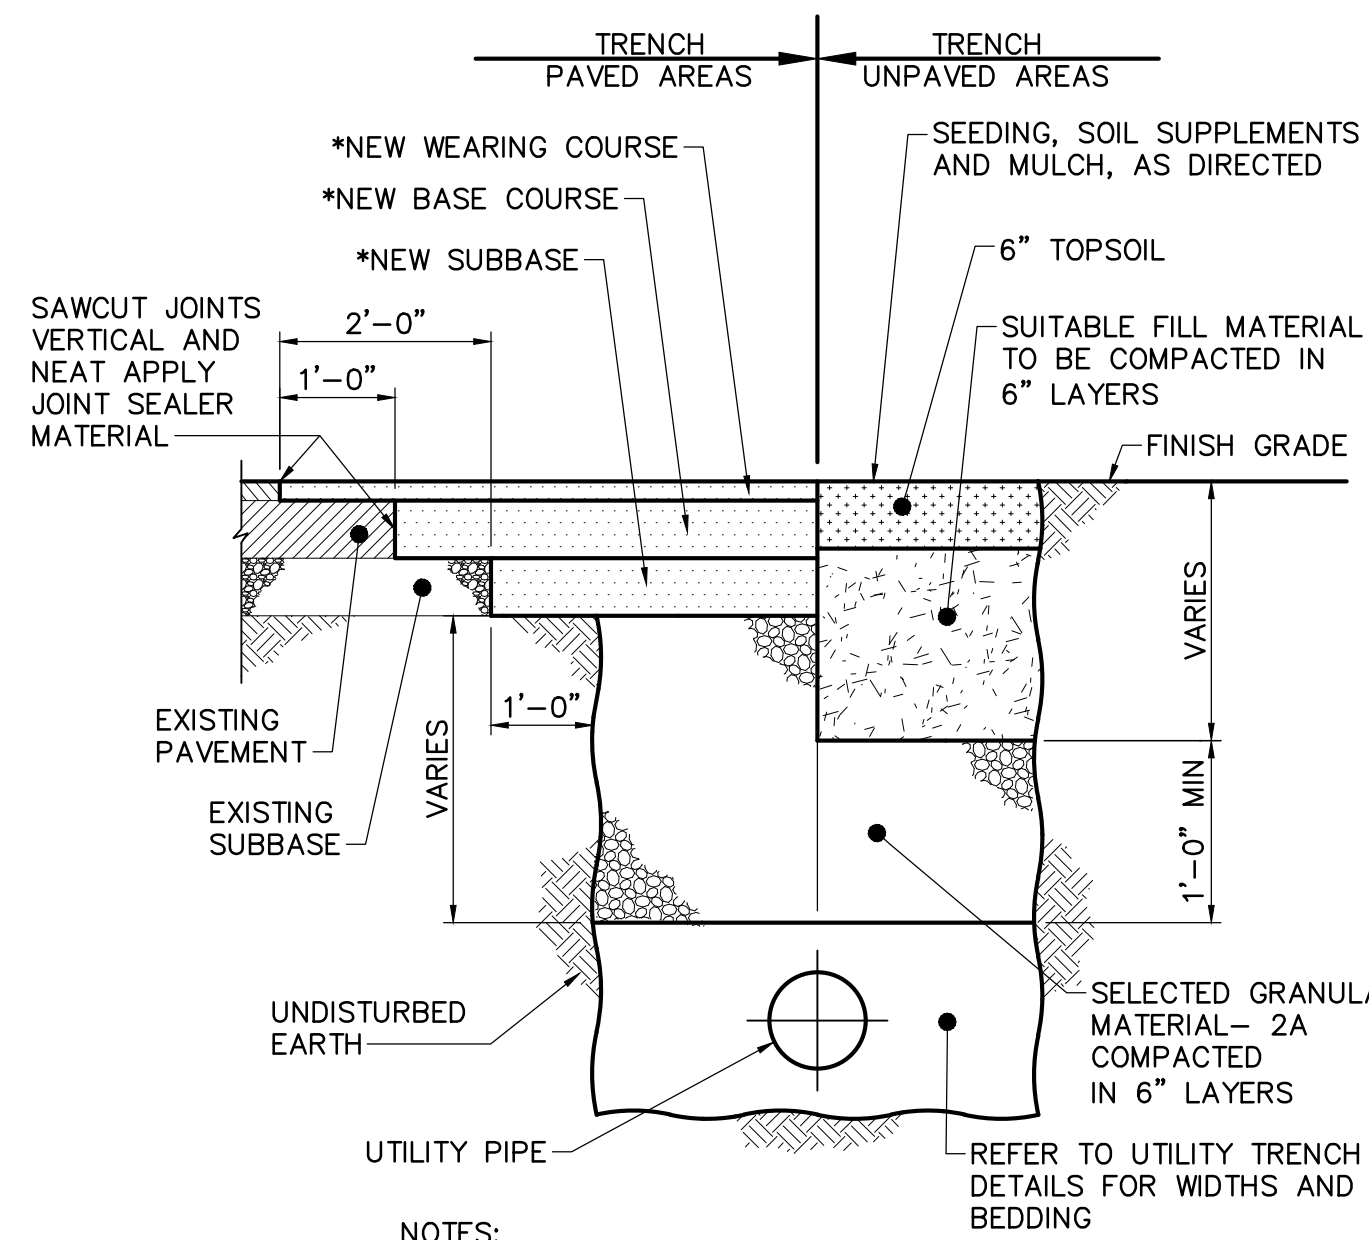 TRENCH
PAVED AREAS
TRENCH
UNPAVED AREAS
*NEW WEARING COURSE
*NEW BASE COURSE
*NEW SUBBASE
SEEDING, SOIL SUPPLEMENTS
AND MULCH, AS DIRECTED
6” TOPSOIL
SUITABLE FILL MATERIAL
TO BE COMPACTED IN
6” LAYERS
FINISH GRADE
SAWCUT JOINTS
VERTICAL AND
NEAT APPLY
JOINT SEALER
MATERIAL
2’-0”
1’-0”
VARIES
1’-0” MIN
1’-0”
VARIES
EXISTING
PAVEMENT
EXISTING
SUBBASE
UNDISTURBED
EARTH
UTILITY PIPE
SELECTED GRANULA
MATERIAL- 2A
COMPACTED
IN 6” LAYERS
REFER TO UTILITY TRENCH
DETAILS FOR WIDTHS AND
BEDDING
NOTES: